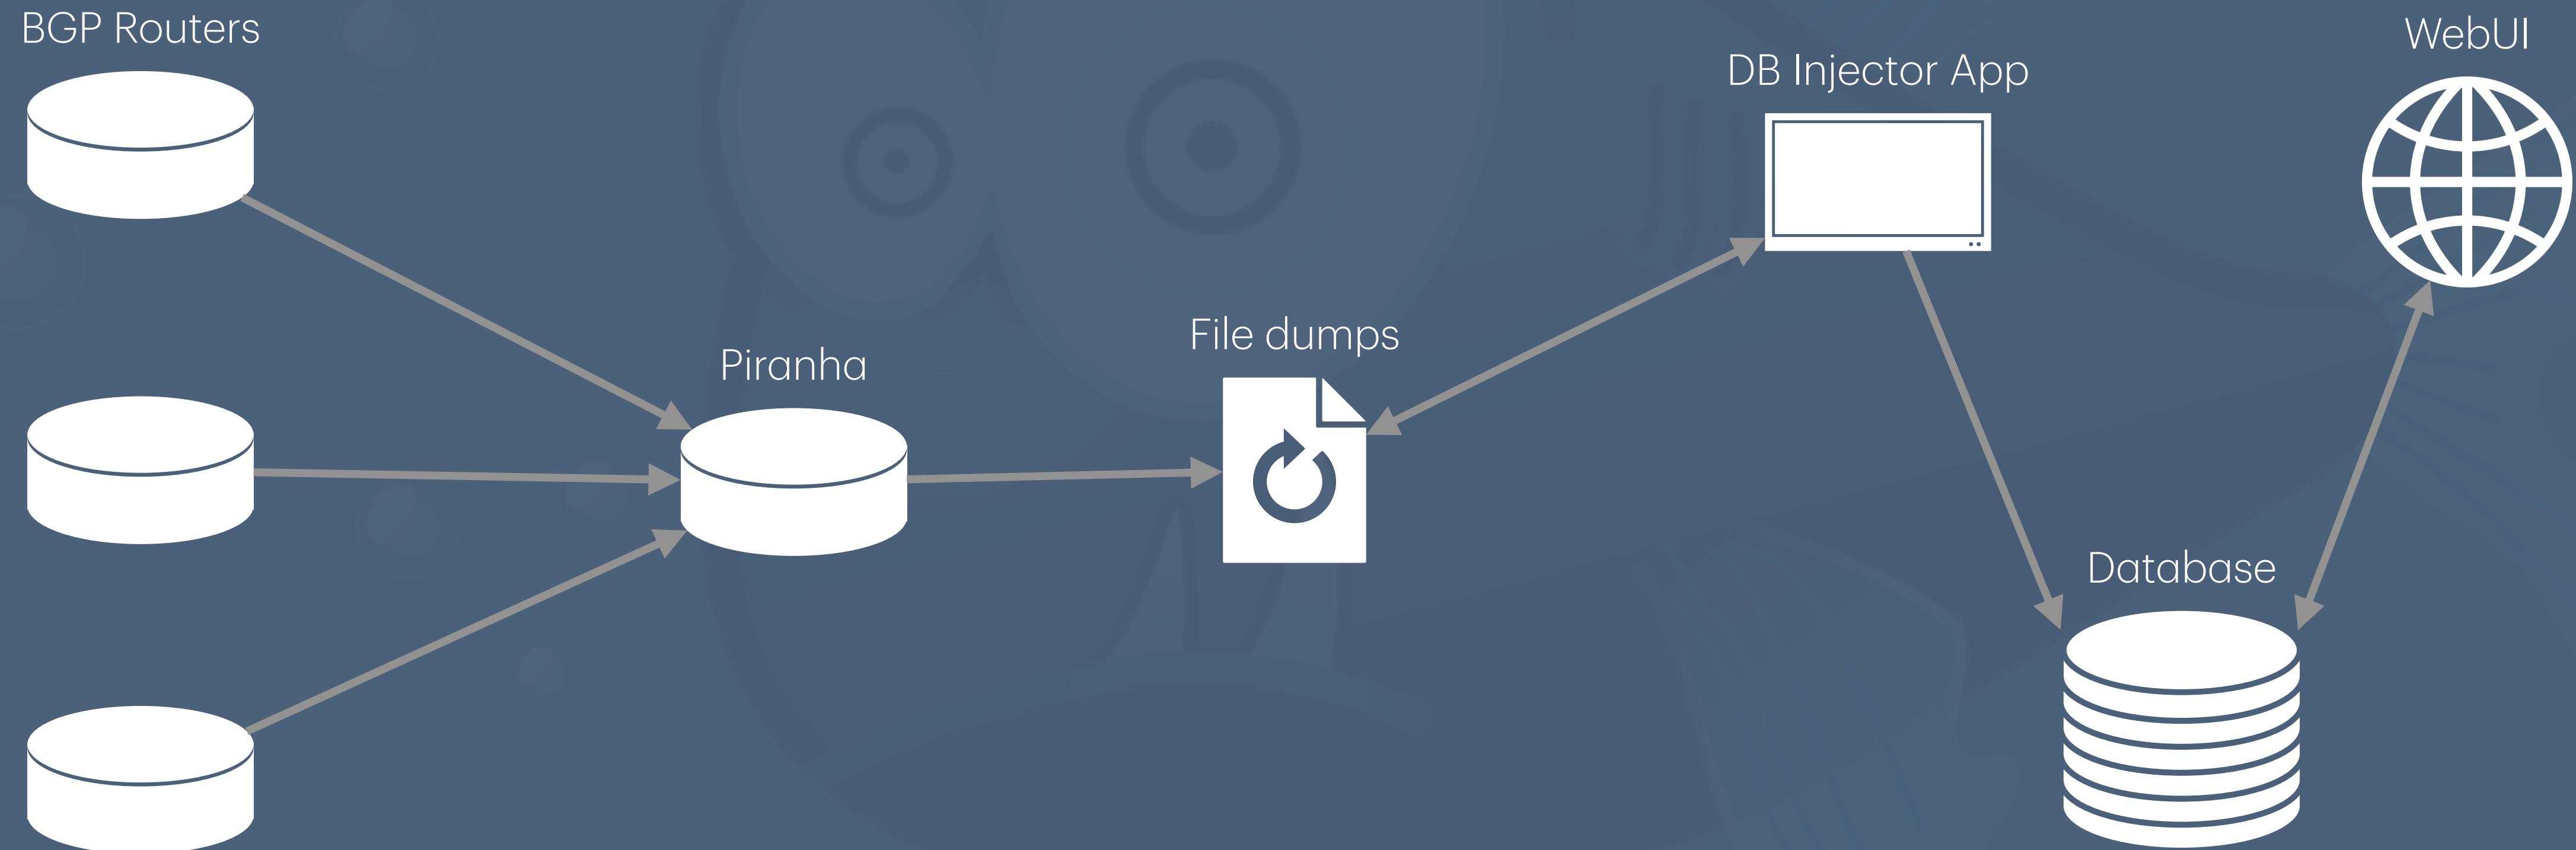 BGP Routers
Piranha
File dumps
DB Injector App
Database
WebUI